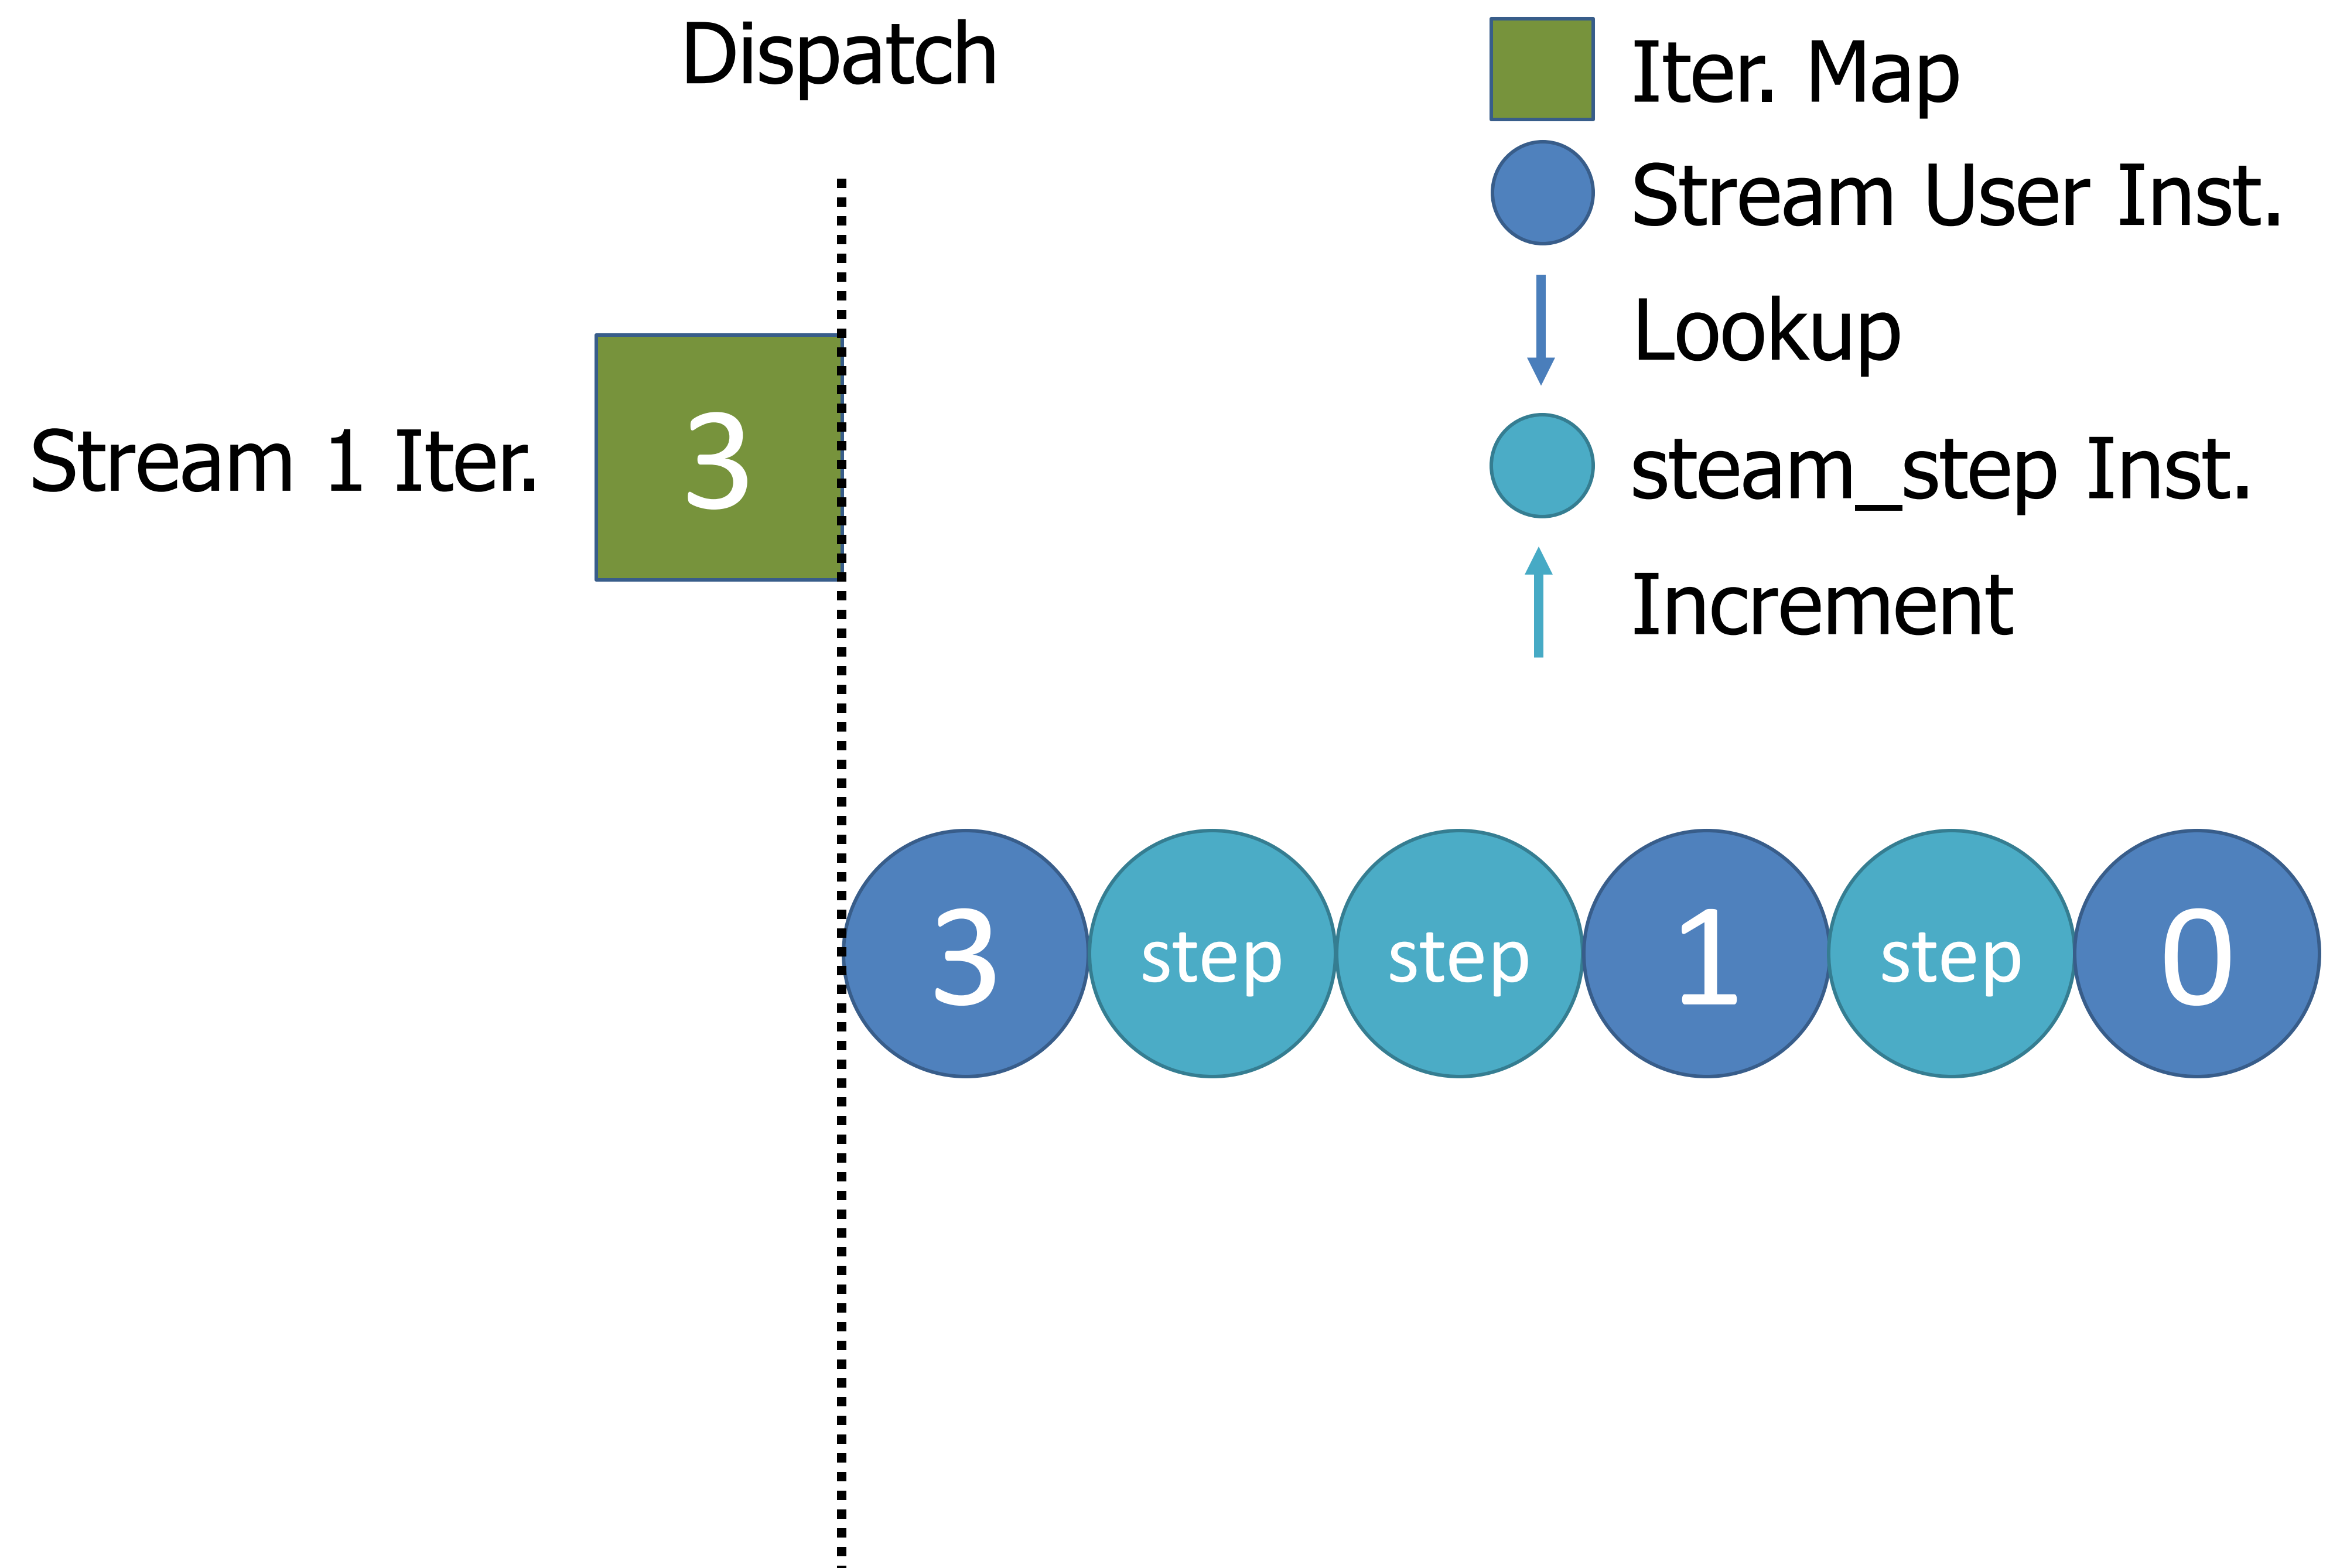 Dispatch
Iter. Map
Stream User Inst.
Lookup
Stream 1 Iter.
3
steam_step Inst.
Increment
3
step
step
1
step
0